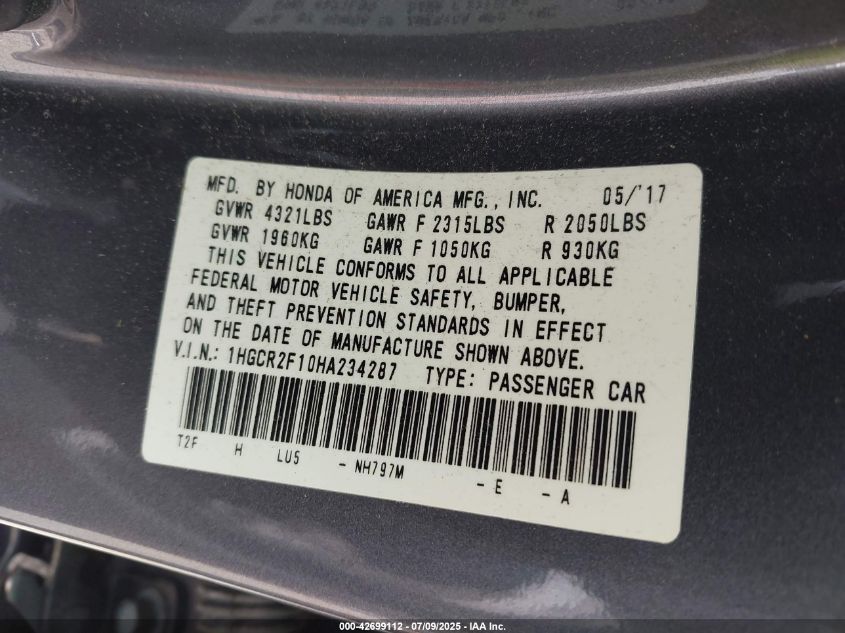 MFD. BY HONDA OF AMERICA MFG., INC. 05/'17
GVWR 4321LBS GAWR F 2315LBS R 2050LBS
GVWR 1960KG GAWR F 1050KG R 930KG
THIS VEHICLE CONFORMS TO ALL APPLICABLE
FEDERAL MOTOR VEHICLE SAFETY, BUMPER,
AND THEFT PREVENTION STANDARDS IN EFFECT
ON THE DATE OF MANUFACTURE SHOWN ABOVE.
V.I.N.: 1HGCR2F10HA234287 TYPE: PASSENGER CAR
T2F H LU5 - NH797M - E - A
000-42699112 - 07/09/2025 - IAA Inc.